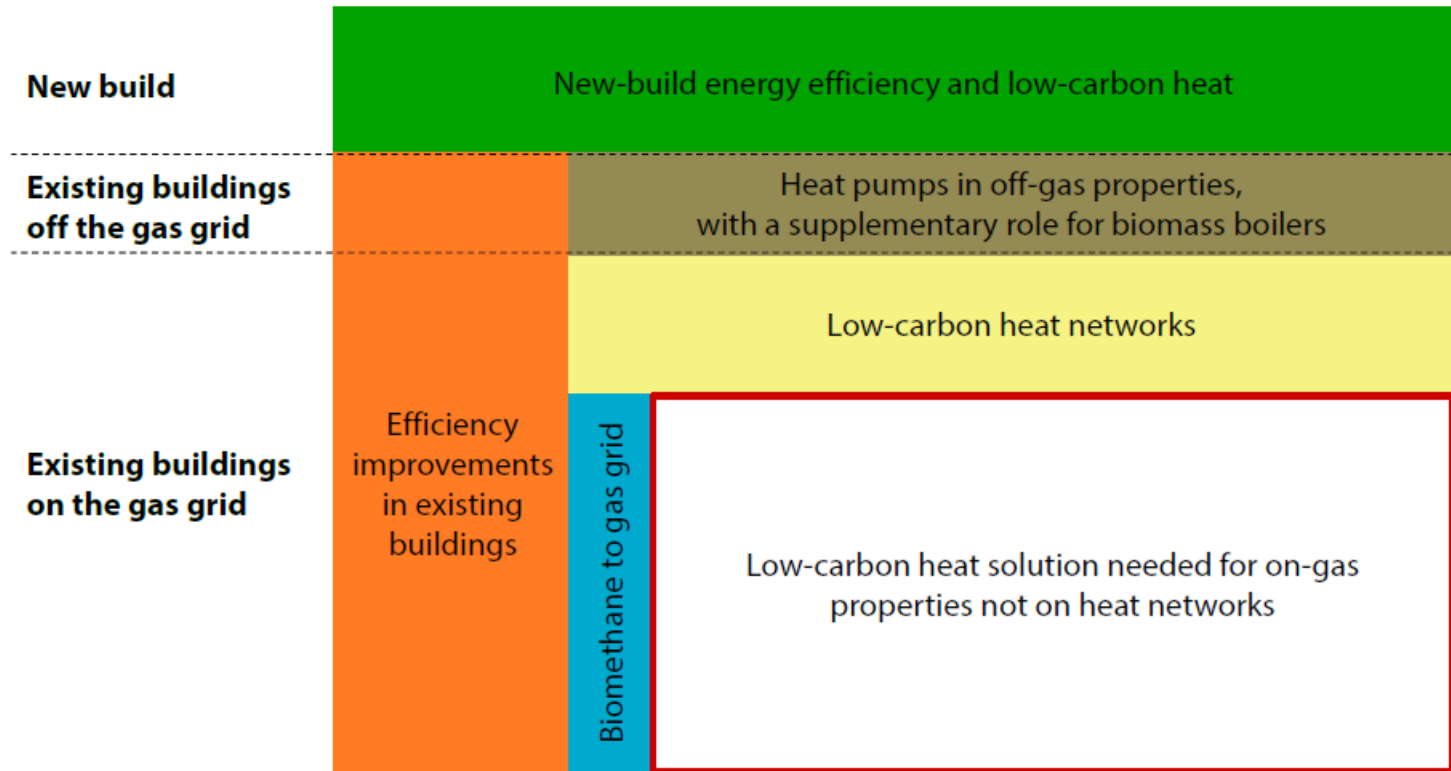 New build
New-build energy efficiency and low-carbon heat
Existing buildings
off the gas grid
Heat pumps in off-gas properties,
with a supplementary role for biomass boilers
Low-carbon heat networks
Existing buildings
on the gas grid
Efficiency
improvements
in existing
buildings
Biomethane to gas grid
Low-carbon heat solution needed for on-gas
properties not on heat networks